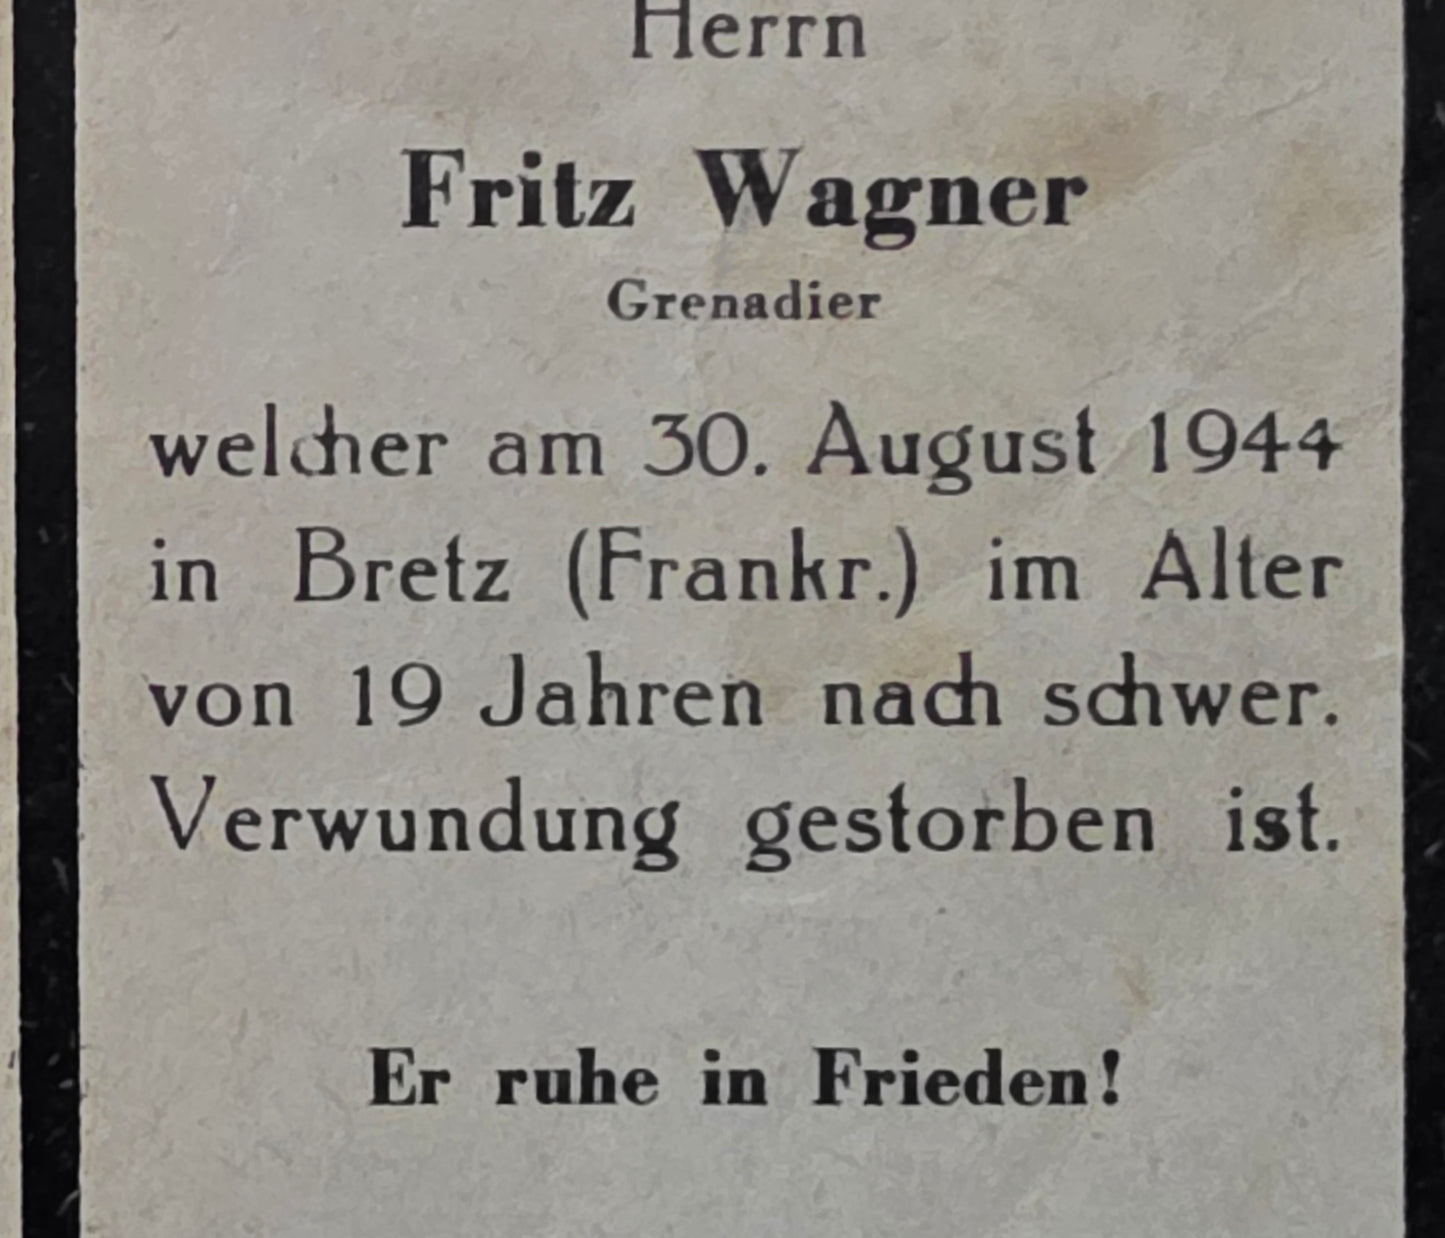 Herrn
Fritz Wagner
Grenadier
welcher am 30. August 1944
in Bretz (Frankr.) im Alter
von 19 Jahren nach schwer.
Verwundung gestorben ist.
Er ruhe in Frieden!